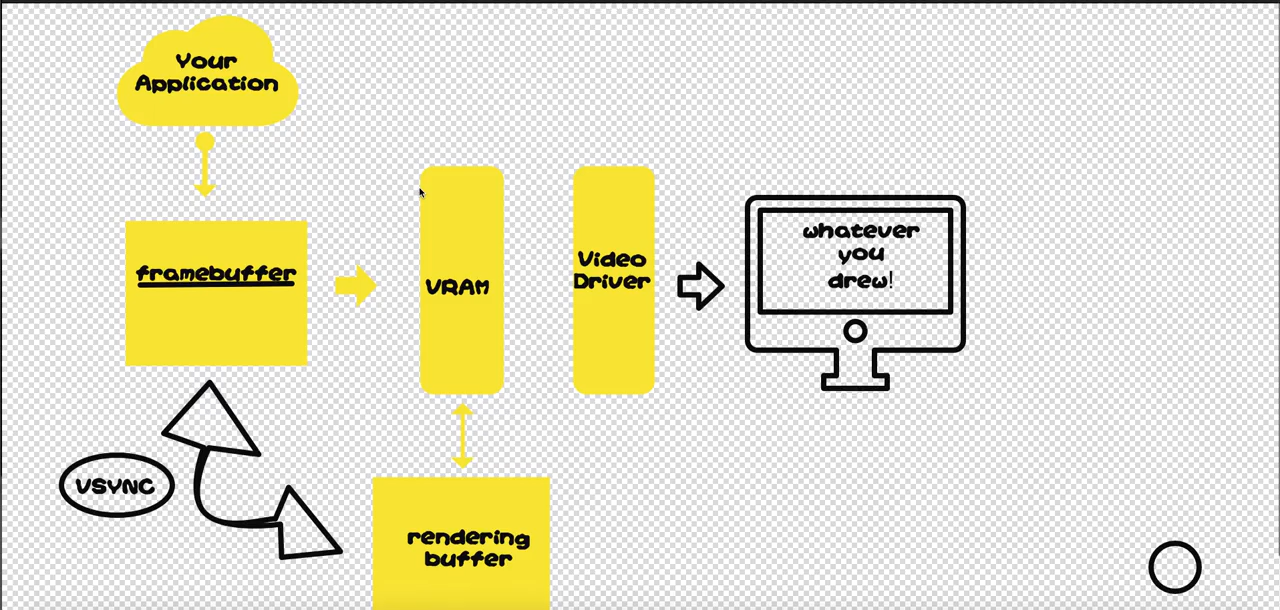 Your
Application
framebuffer
VRAM
Video
Driver
whatever
you
drew!
VSYNC
rendering
buffer